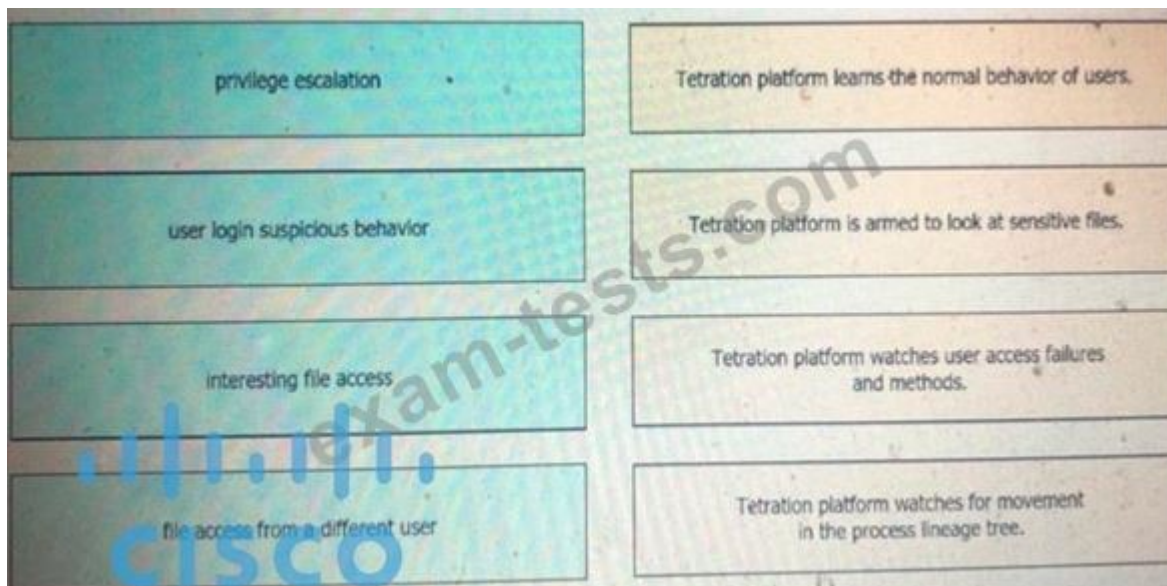 privilege escalation
Tetration platform learns the normal behavior of users.
user login suspicious behavior
Tetration platform is armed to look at sensitive files.
interesting file access
Tetration platform watches user access failures
and methods.
file access from a different user
Tetration platform watches for movement
in the process lineage tree.
exam-tests.com
CISCO